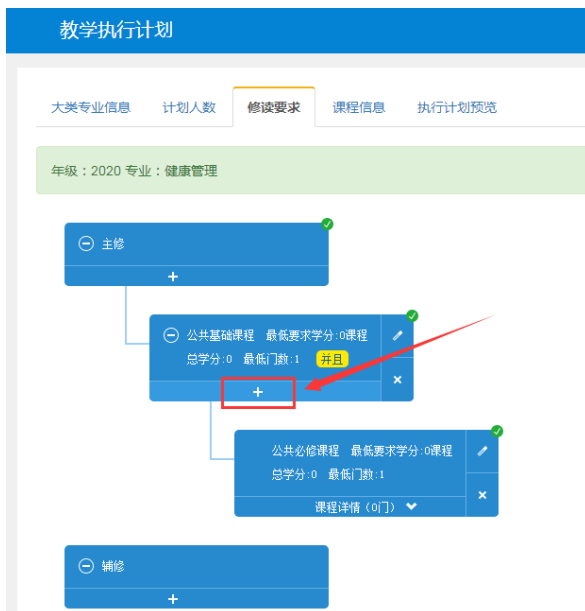 教学执行计划
大类专业信息 计划人数 修读要求 课程信息 执行计划预览
年级：2020 专业：健康管理
主修
+
公共基础课程 最低要求学分:0课程
总学分:0 最低门数:1 并且
+
公共必修课程 最低要求学分:0课程
总学分:0 最低门数:1
课程详情（0门）
辅修
+